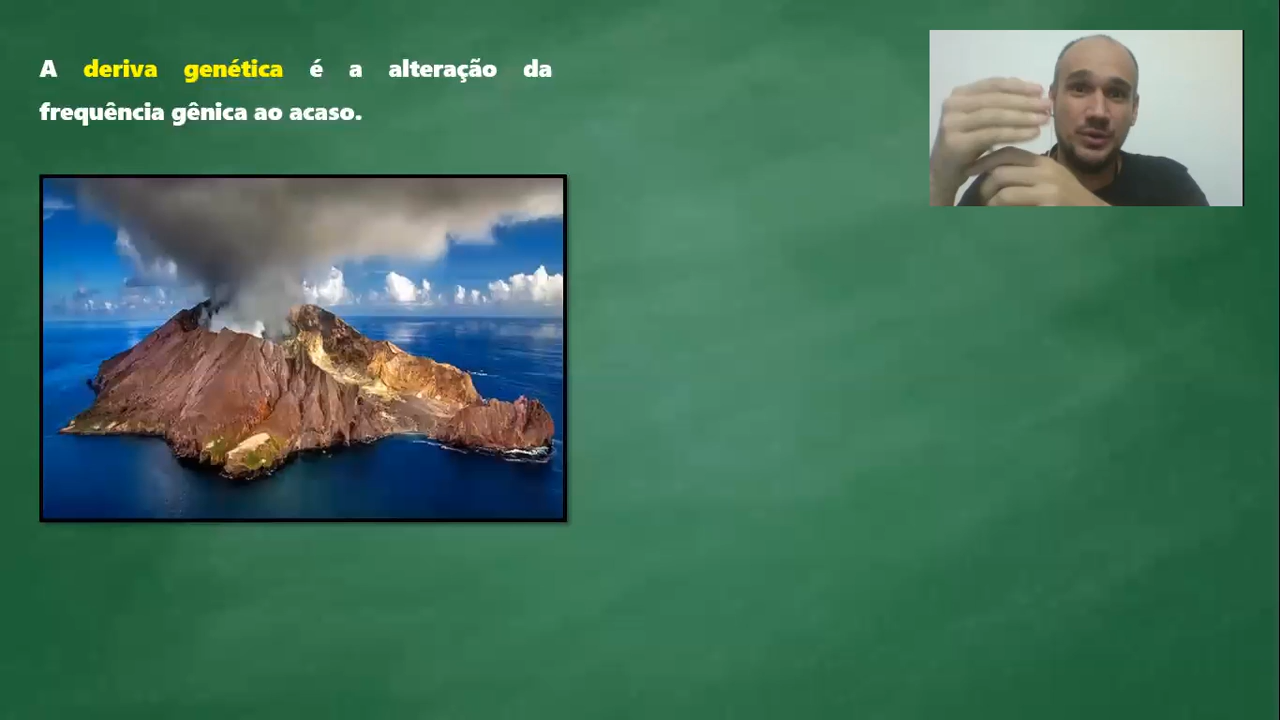 A deriva genética é a alteração da
frequência gênica ao acaso.